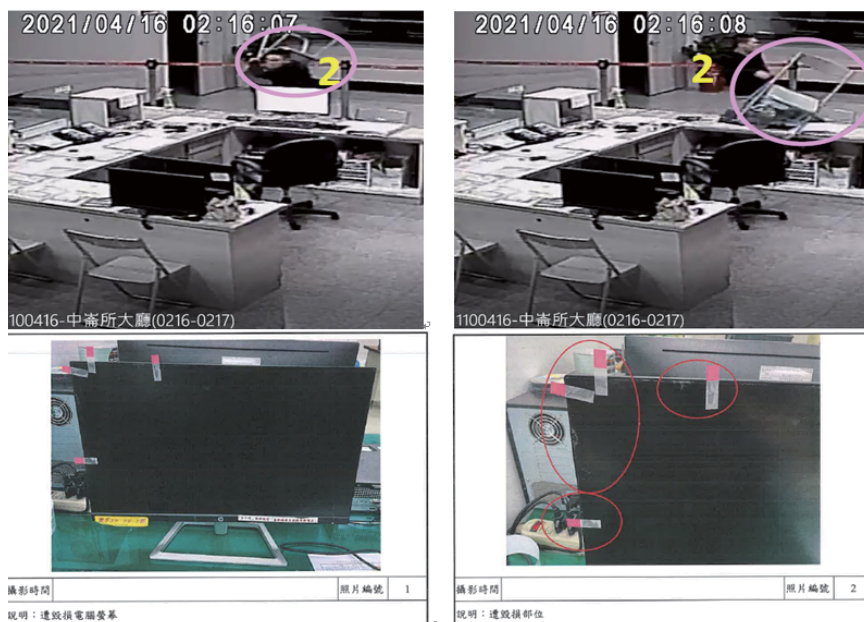 2021/04/16 02:16:07
2
1100416-中崙所大廳(0216-0217)
2021/04/16 02:16:08
2
1100416-中崙所大廳(0216-0217)
攝影時間
照片編號
1
說明：遭毀損電腦螢幕
攝影時間
照片編號
2
說明：遭毀損部位